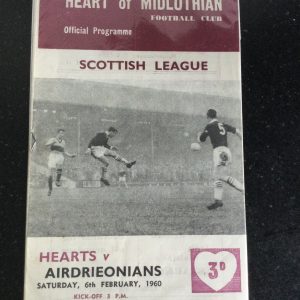 HEART of MIDLOTHIAN
FOOTBALL CLUB
Official Programme
SCOTTISH LEAGUE
5
HEARTS v
AIRDRIEONIANS
SATURDAY, 6th FEBRUARY, 1960
KICK-OFF 3 P.M.
3D